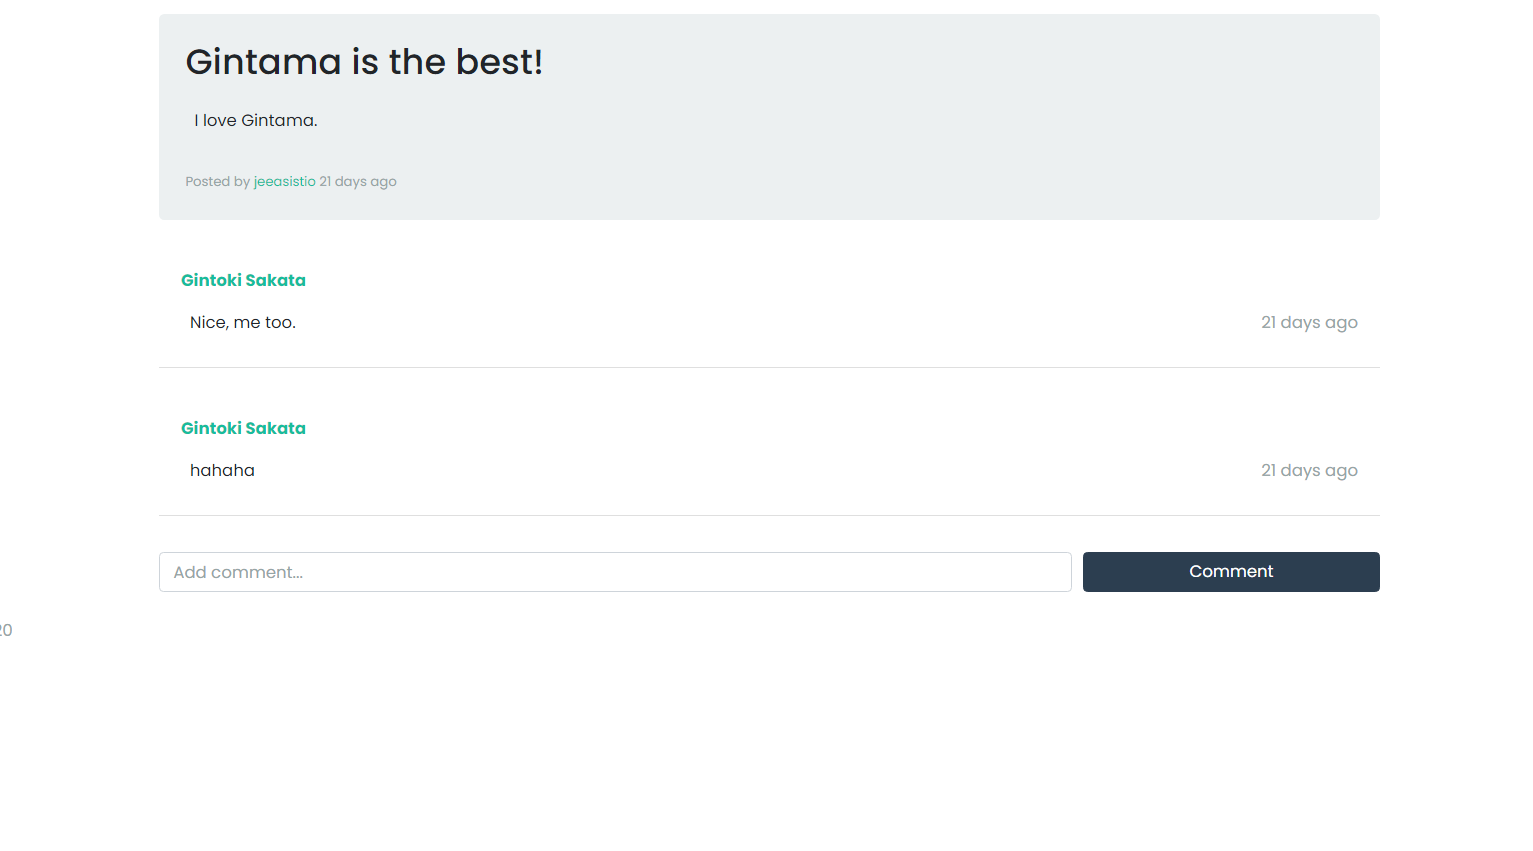 Gintama is the best!
I love Gintama.
Posted by jeeasistio 21 days ago
Gintoki Sakata
Nice, me too.
21 days ago
Gintoki Sakata
hahaha
21 days ago
Add comment...
Comment
20